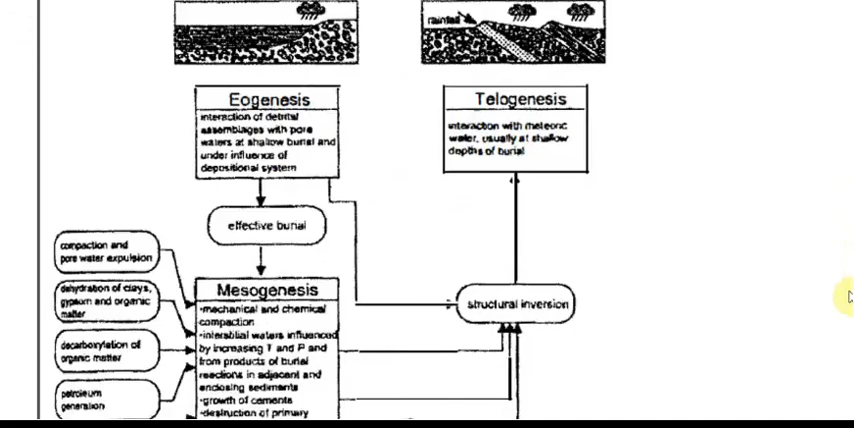 rainfall
Eogenesis
interaction of detrital
assemblages with pore
waters at shallow burial and
under influence of
depositional system
Telogenesis
interaction with meteoric
water, usually at shallow
depths of burial
effective burial
compaction and
pore water expulsion
dehydration of clays,
gypsum and organic
matter
decarboxylation of
organic matter
petroleum
generation
Mesogenesis
-mechanical and chemical
compaction
-interstitial waters influenced
by increasing T and P and
from products of burial
reactions in adjacent and
enclosing sediments
-growth of cements
-destruction of primary
structural inversion